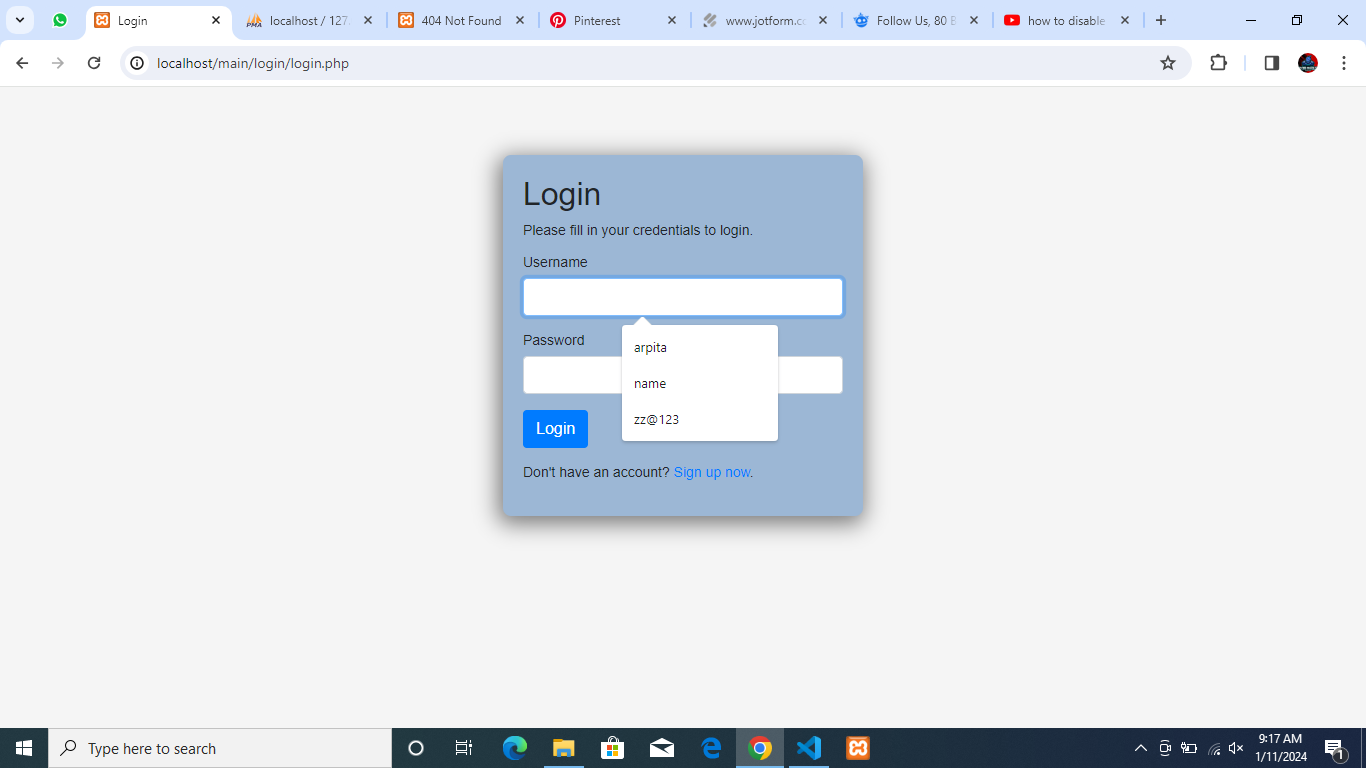 Login
localhost / 127.
404 Not Found
Pinterest
www.jotform.co
Follow Us, 80 B
how to disable
localhost/main/login/login.php
Login
Please fill in your credentials to login.
Username
Password
arpita
name
zz@123
Login
Don't have an account? Sign up now.
Type here to search
9:17 AM
1/11/2024
1